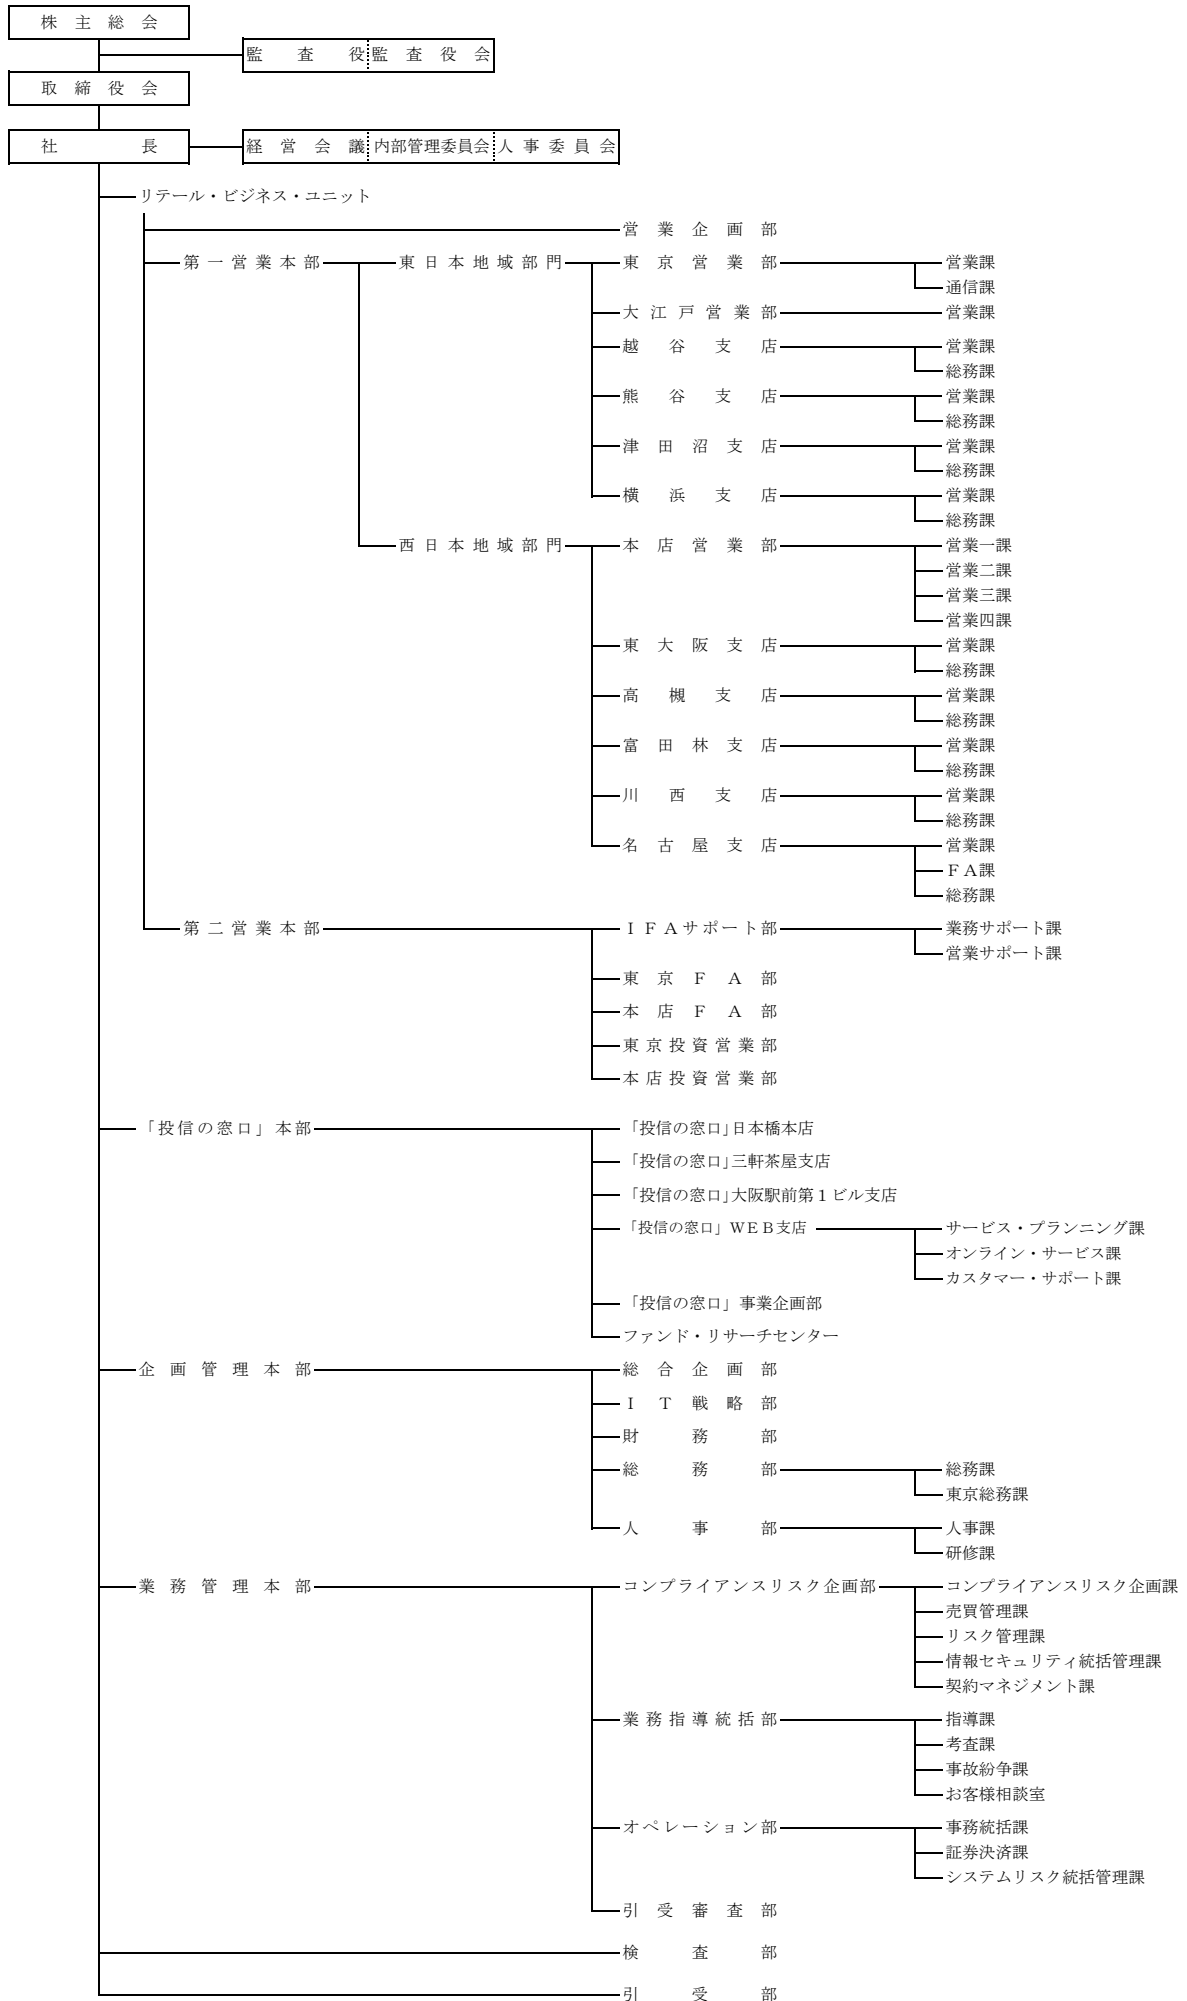 株主総会
監査役 監査役会
取締役会
社長 経営会議 内部管理委員会 人事委員会
リテール・ビジネス・ユニット
営業企画部
第一営業本部 東日本地域部門 東京営業部 営業課
通信課
大江戸営業部 営業課
越谷支店 営業課
総務課
熊谷支店 営業課
総務課
津田沼支店 営業課
総務課
横浜支店 営業課
総務課
西日本地域部門 本店営業部 営業一課
営業二課
営業三課
営業四課
東大阪支店 営業課
総務課
高槻支店 営業課
総務課
富田林支店 営業課
総務課
川西支店 営業課
総務課
名古屋支店 営業課
ＦＡ課
総務課
第二営業本部 ＩＦＡサポート部 業務サポート課
営業サポート課
東京ＦＡ部
本店ＦＡ部
東京投資営業部
本店投資営業部
「投信の窓口」本部 「投信の窓口」日本橋本店
「投信の窓口」三軒茶屋支店
「投信の窓口」大阪駅前第１ビル支店
「投信の窓口」ＷＥＢ支店 サービス・プランニング課
オンライン・サービス課
カスタマー・サポート課
「投信の窓口」事業企画部
ファンド・リサーチセンター
企画管理本部 総合企画部
ＩＴ戦略部
財務部
総務部 総務課
東京総務課
人事部 人事課
研修課
業務管理本部 コンプライアンスリスク企画部 コンプライアンスリスク企画課
売買管理課
リスク管理課
情報セキュリティ統括管理課
契約マネジメント課
業務指導統括部 指導課
考査課
事故紛争課
お客様相談室
オペレーション部 事務統括課
証券決済課
システムリスク統括管理課
引受審査部
検査部
引受部